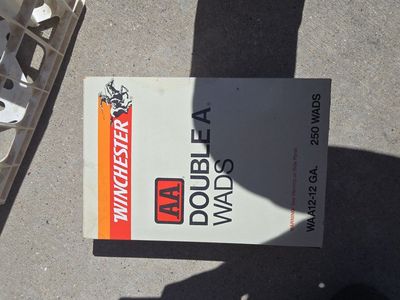 WINCHESTER
AA
DOUBLE A
WADS
WAA12-12 GA. 250 WADS